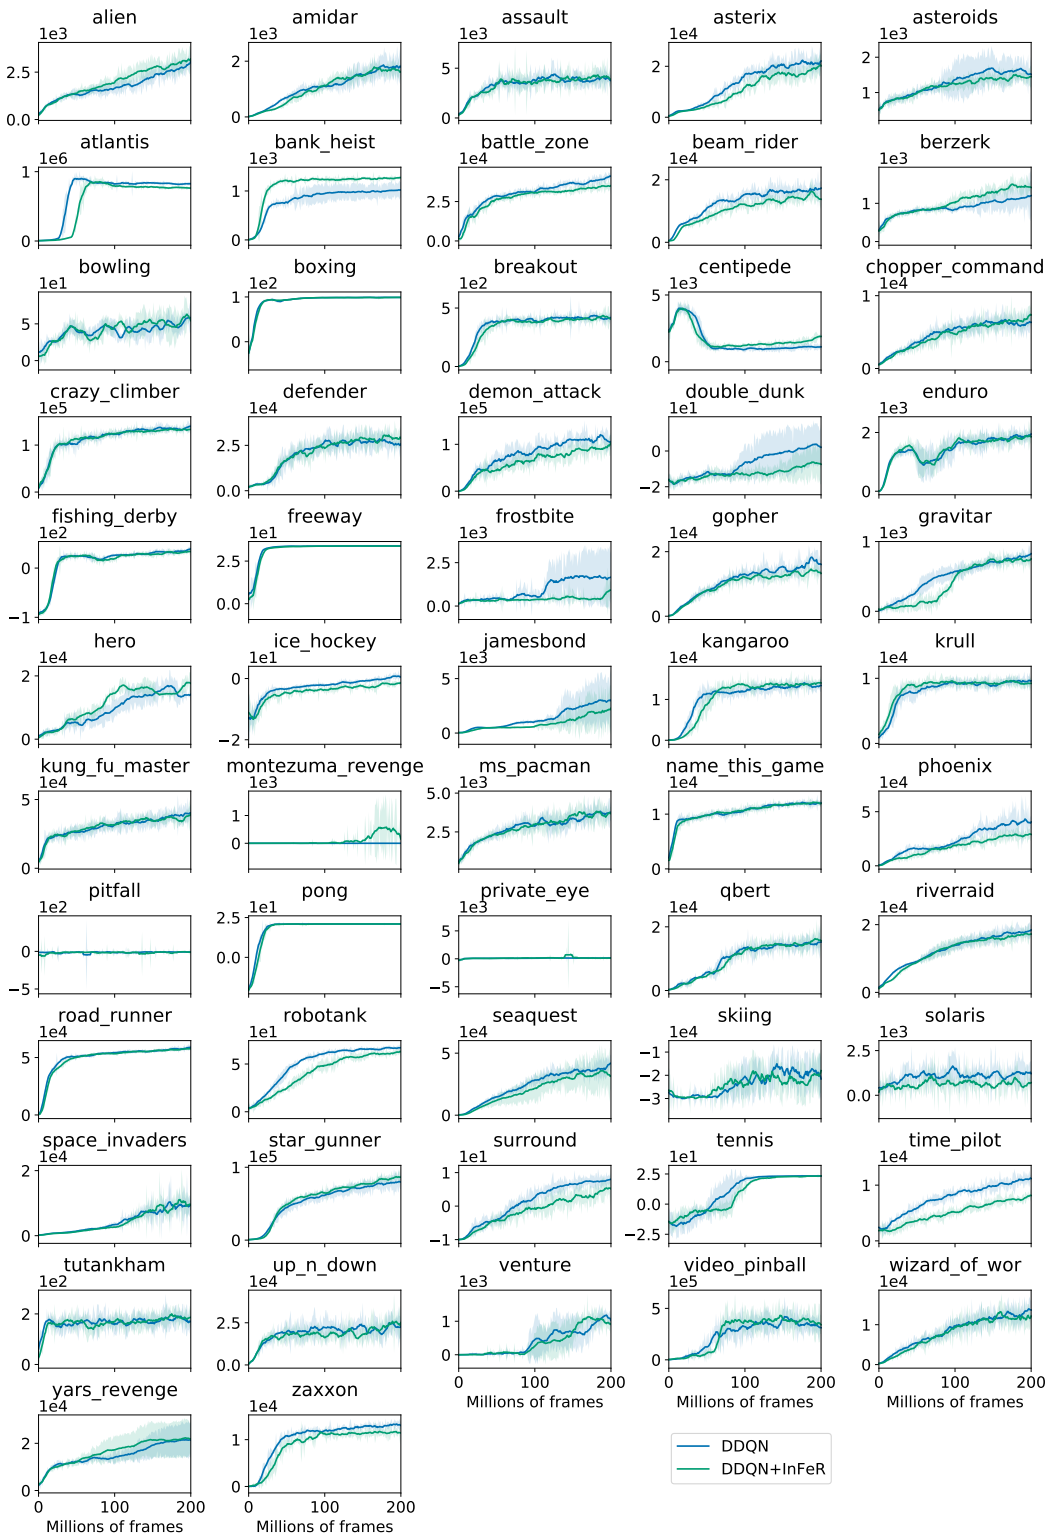 alien amidar assault asterix asteroids
1e3 1e3 1e3 1e4 1e3
2.5 0.0 2 0 5 0 2 0 2 1
atlantis bank_heist battle_zone beam_rider berzerk
1e6 1e3 1e4 1e4 1e3
1 0 1 0 2.5 0.0 2 0 1 0
bowling boxing breakout centipede chopper_command
1e1 1e2 1e2 1e3 1e4
5 0 1 0 5 0 5 0 1 0
crazy_climber defender demon_attack double_dunk enduro
1e5 1e4 1e5 1e1 1e3
1 0 2.5 0.0 1 0 0 −2 2 0
fishing_derby freeway frostbite gopher gravitar
1e2 1e1 1e3 1e4 1e3
0 −1 2.5 0.0 2.5 0.0 2 0 1 0
hero ice_hockey jamesbond kangaroo krull
1e4 1e1 1e3 1e4 1e4
2 0 0 −2 5 0 1 0 1 0
kung_fu_master montezuma_revenge ms_pacman name_this_game phoenix
1e4 1e3 1e3 1e4 1e4
5 0 2 1 0 5.0 2.5 1 0 5 0
pitfall pong private_eye qbert riverraid
1e2 1e1 1e3 1e4 1e4
0 −5 2.5 0.0 5 0 −5 2 0 2 0
road_runner robotank seaquest skiing solaris
1e4 1e1 1e4 1e4 1e3
5 0 5 0 5 0 −1 −2 −3 2.5 0.0
space_invaders star_gunner surround tennis time_pilot
1e4 1e5 1e1 1e1 1e4
2 0 1 0 1 0 −1 2.5 0.0 −2.5 1 0
tutankham up_n_down venture video_pinball wizard_of_wor
1e2 1e4 1e3 1e5 1e4
2 0 2.5 0.0 1 0 5 0 1 0
0 100 200 0 100 200 0 100 200
Millions of frames Millions of frames Millions of frames
yars_revenge zaxxon
1e4 1e4
2 0 1 0
DDQN
DDQN+InFeR
0 100 200 0 100 200
Millions of frames Millions of frames